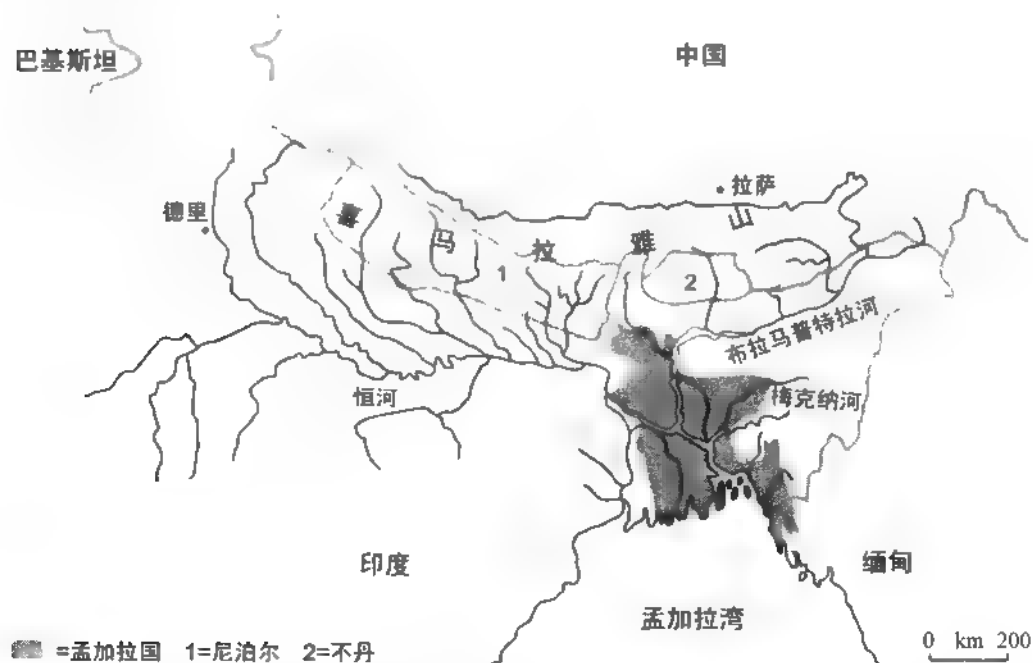 巴基斯坦
中国
拉萨
德里
喜马拉雅山
1
2
布拉马普特拉河
恒河
梅克纳河
印度
缅甸
孟加拉湾
=孟加拉国 1=尼泊尔 2=不丹
0 km 200